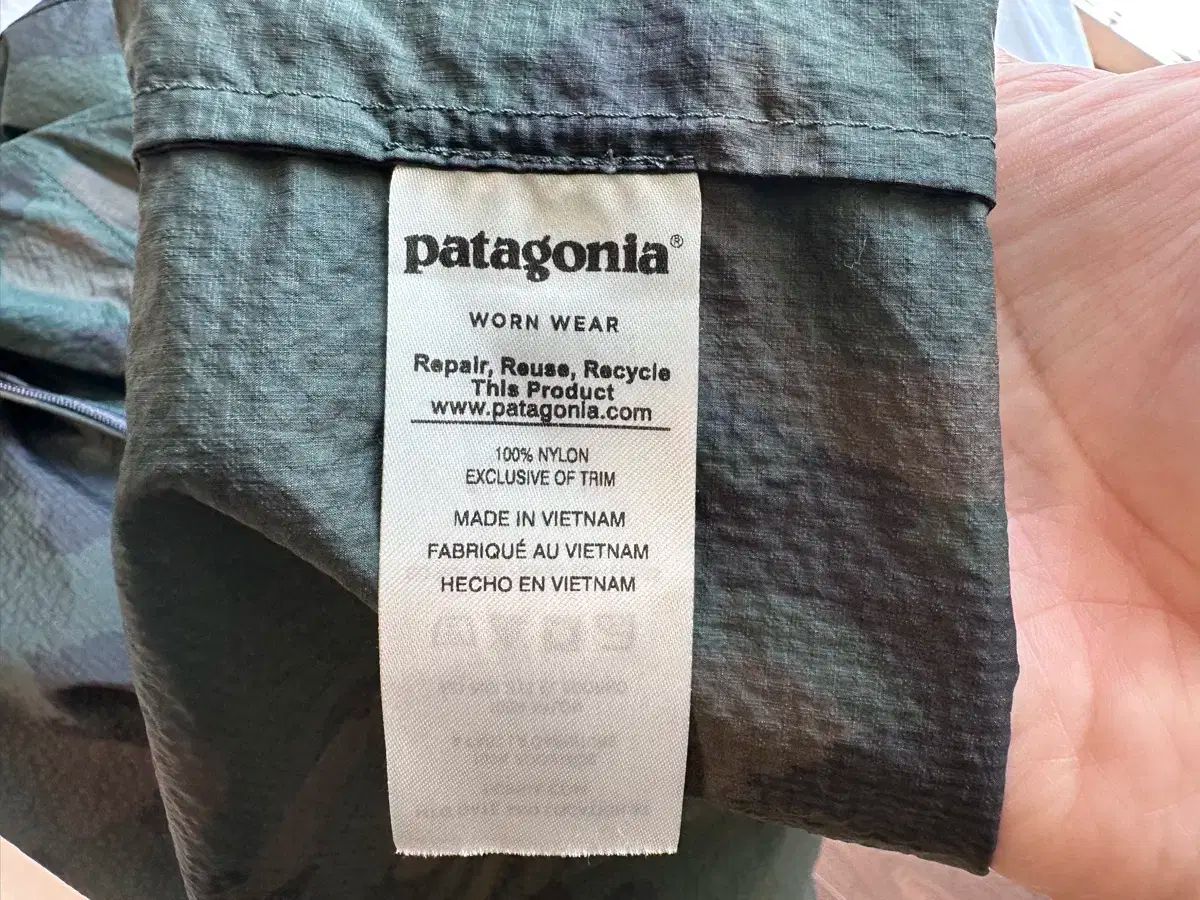 patagonia®
WORN WEAR
Repair, Reuse, Recycle
This Product
www.patagonia.com
100% NYLON
EXCLUSIVE OF TRIM
MADE IN VIETNAM
FABRIQUÉ AU VIETNAM
HECHO EN VIETNAM